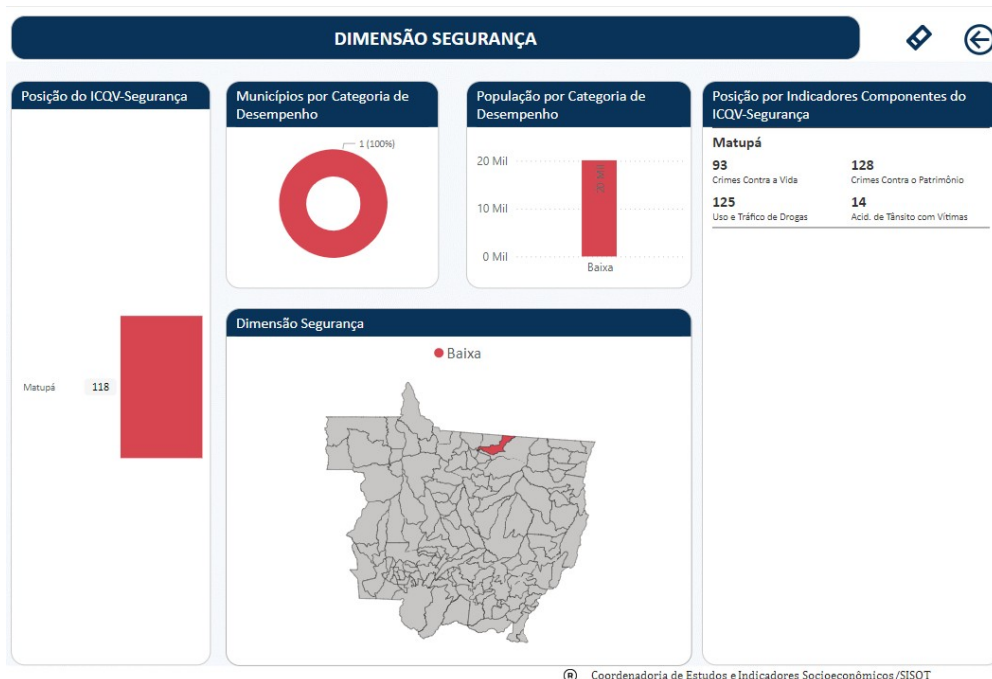 DIMENSÃO SEGURANÇA
Posição do ICQV-Segurança
Matupá 118
Municípios por Categoria de
Desempenho
1 (100%)
População por Categoria de
Desempenho
20 Mil
10 Mil
0 Mil
20 Mil
Baixa
Posição por Indicadores Componentes do
ICQV-Segurança
Matupá
93 128
Crimes Contra a Vida Crimes Contra o Patrimônio
125 14
Uso e Tráfico de Drogas Acid. de Tânsito com Vítimas
Dimensão Segurança
Baixa
® Coordenadoria de Estudos e Indicadores Socioeconômicos/SISOT